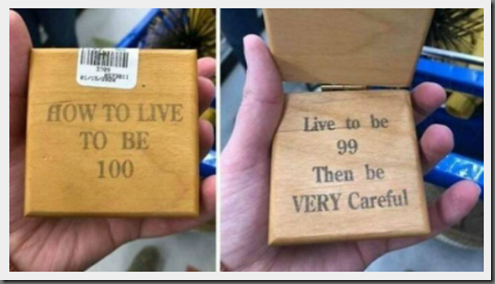 HOW TO LIVE
TO BE
100
Live to be
99
Then be
VERY Careful